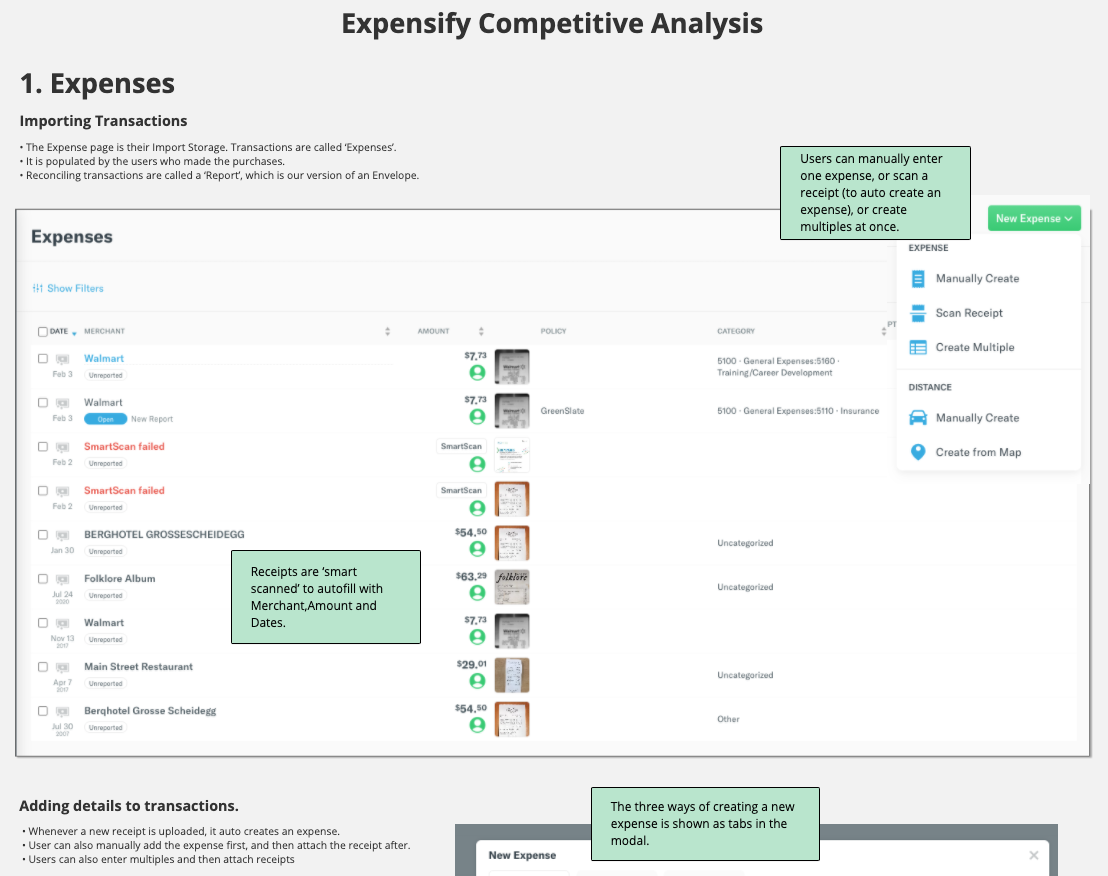 Expensify Competitive Analysis
1. Expenses
Importing Transactions
• The Expense page is their Import Storage. Transactions are called ‘Expenses’.
• It is populated by the users who made the purchases.
• Reconciling transactions are called a ‘Report’, which is our version of an Envelope.
Users can manually enter
one expense, or scan a
receipt (to auto create an
expense), or create
multiples at once.
New Expense
Expenses
EXPENSE
Manually Create
Scan Receipt
Create Multiple
DISTANCE
Manually Create
Create from Map
Show Filters
DATE MERCHANT AMOUNT POLICY CATEGORY
Walmart $7.73 5100 · General Expenses:5160 ·
Feb 3 Unreported Training/Career Development
Walmart $7.73
Feb 3 Open New Report GreenSlate 5100 · General Expenses:5110 · Insurance
SmartScan failed SmartScan
Feb 2 Unreported
SmartScan failed SmartScan
Feb 2 Unreported
BERGHOTEL GROSSESCHEIDEGG $54.50
Jan 30 Unreported Uncategorized
Folklore Album $63.29 folklore
Jul 24 Unreported Uncategorized
2020
Walmart $7.73
Nov 13 Unreported
2017
Main Street Restaurant $29.01
Apr 7 Unreported Uncategorized
2017
Berghotel Grosse Scheidegg $54.50
Jul 30 Unreported Other
2007
Receipts are ‘smart
scanned’ to autofill with
Merchant,Amount and
Dates.
Adding details to transactions.
• Whenever a new receipt is uploaded, it auto creates an expense.
• User can also manually add the expense first, and then attach the receipt after.
• Users can also enter multiples and then attach receipts
The three ways of creating a new
expense is shown as tabs in the
modal.
New Expense